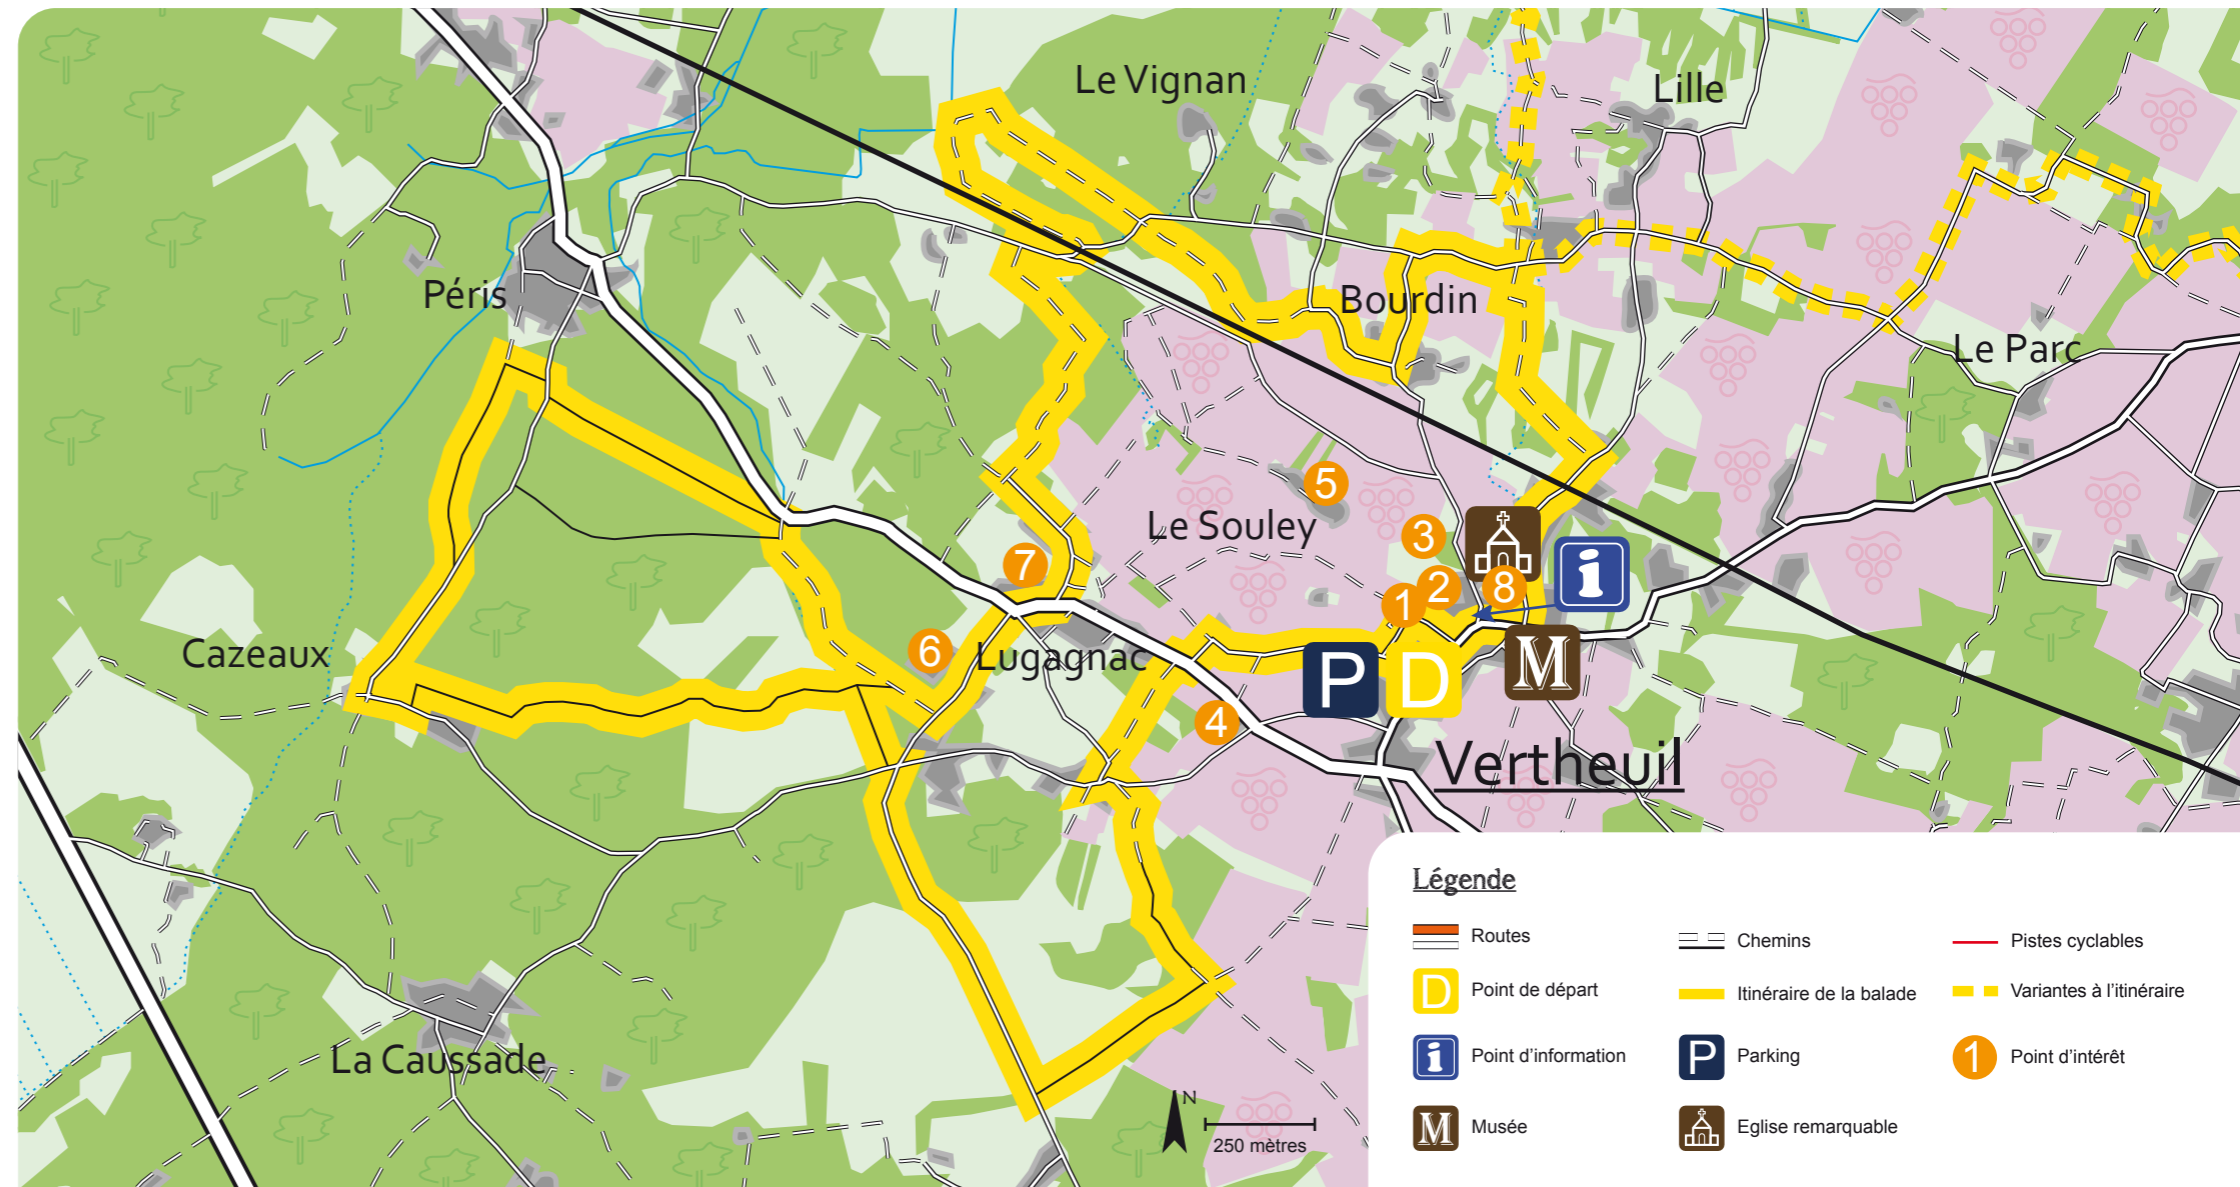 Le Vignan
Lille
Péris
Bourdin
Le Parc
5
Le Souley
3
7
2
8
1
i
6
Cazeaux
Lugagnac
P
D
M
4
Vertheuil
La Caussade
N
250 mètres
Légende
Routes
Chemins
Pistes cyclables
D Point de départ
Itinéraire de la balade
Variantes à l'itinéraire
i Point d'information
P Parking
1 Point d'intérêt
M Musée
Eglise remarquable